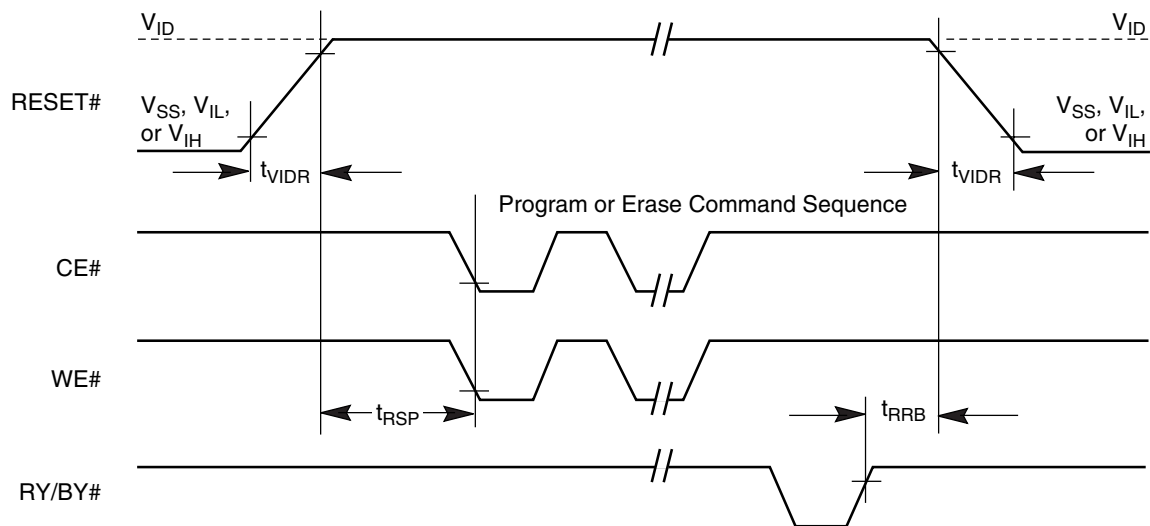 V_ID
V_ID
RESET#
V_SS, V_IL,
or V_IH
V_SS, V_IL,
or V_IH
t_VIDR
t_VIDR
Program or Erase Command Sequence
CE#
WE#
t_RSP
t_RRB
RY/BY#